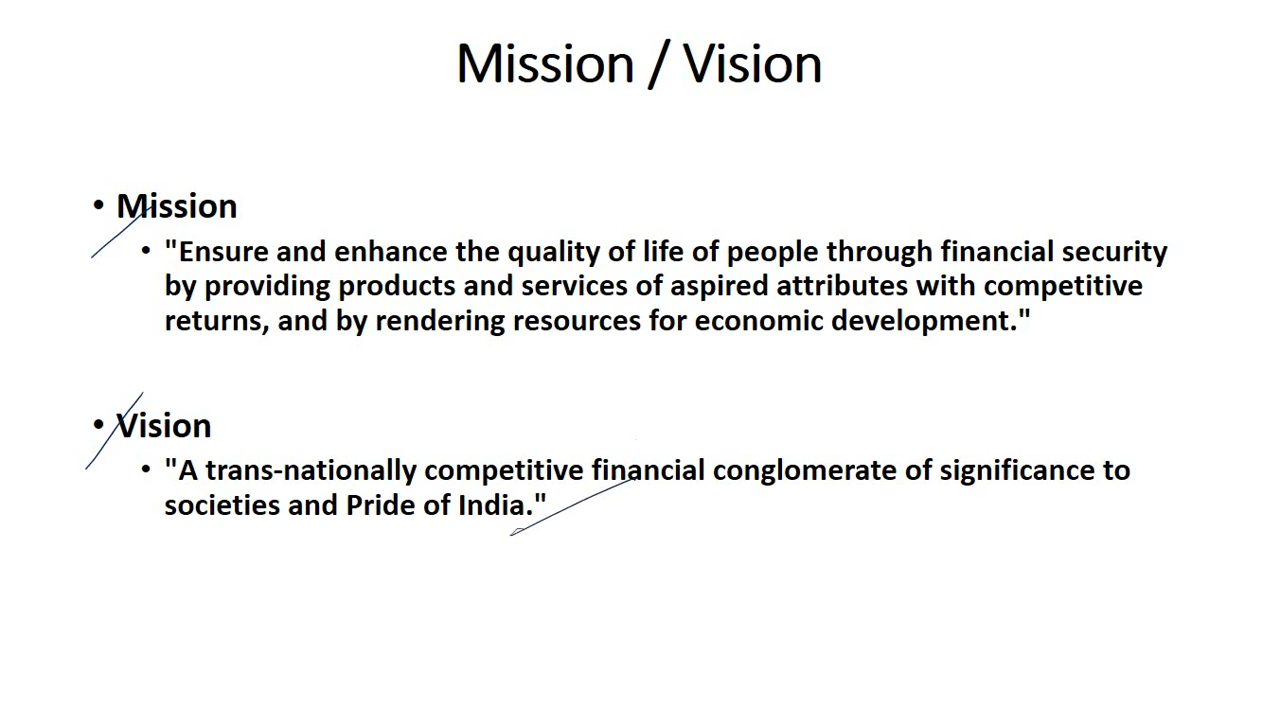 Mission / Vision
• Mission
• "Ensure and enhance the quality of life of people through financial security
by providing products and services of aspired attributes with competitive
returns, and by rendering resources for economic development."
• Vision
• "A trans-nationally competitive financial conglomerate of significance to
societies and Pride of India."